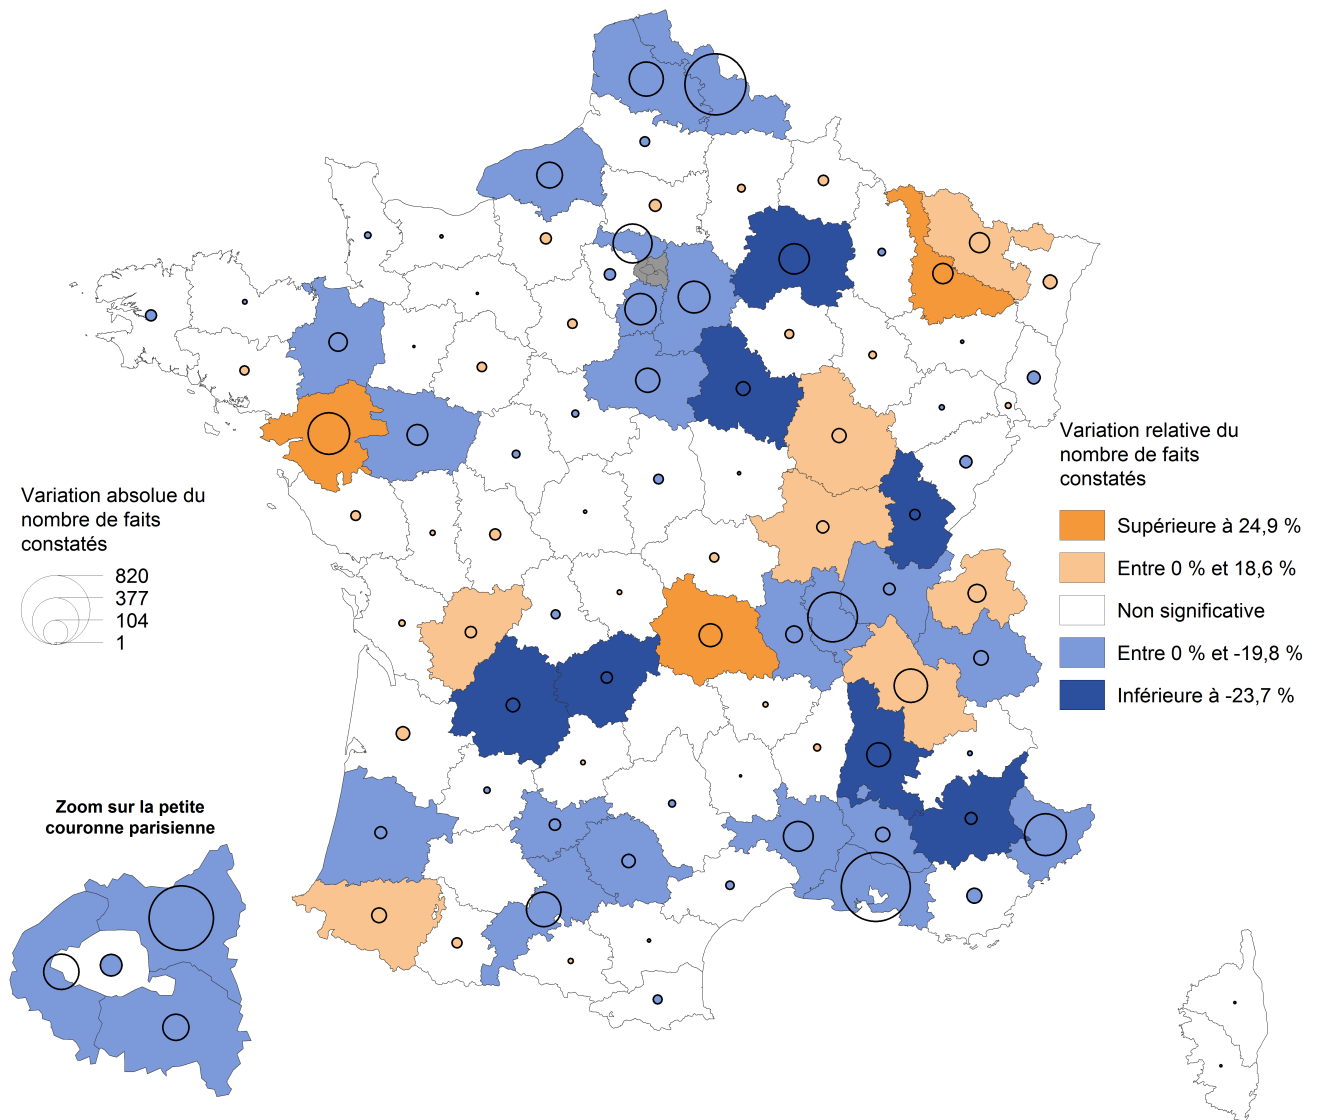 Variation absolue du
nombre de faits
constatés
820
377
104
1
Variation relative du
nombre de faits
constatés
Supérieure à 24,9 %
Entre 0 % et 18,6 %
Non significative
Entre 0 % et -19,8 %
Inférieure à -23,7 %
Zoom sur la petite
couronne parisienne